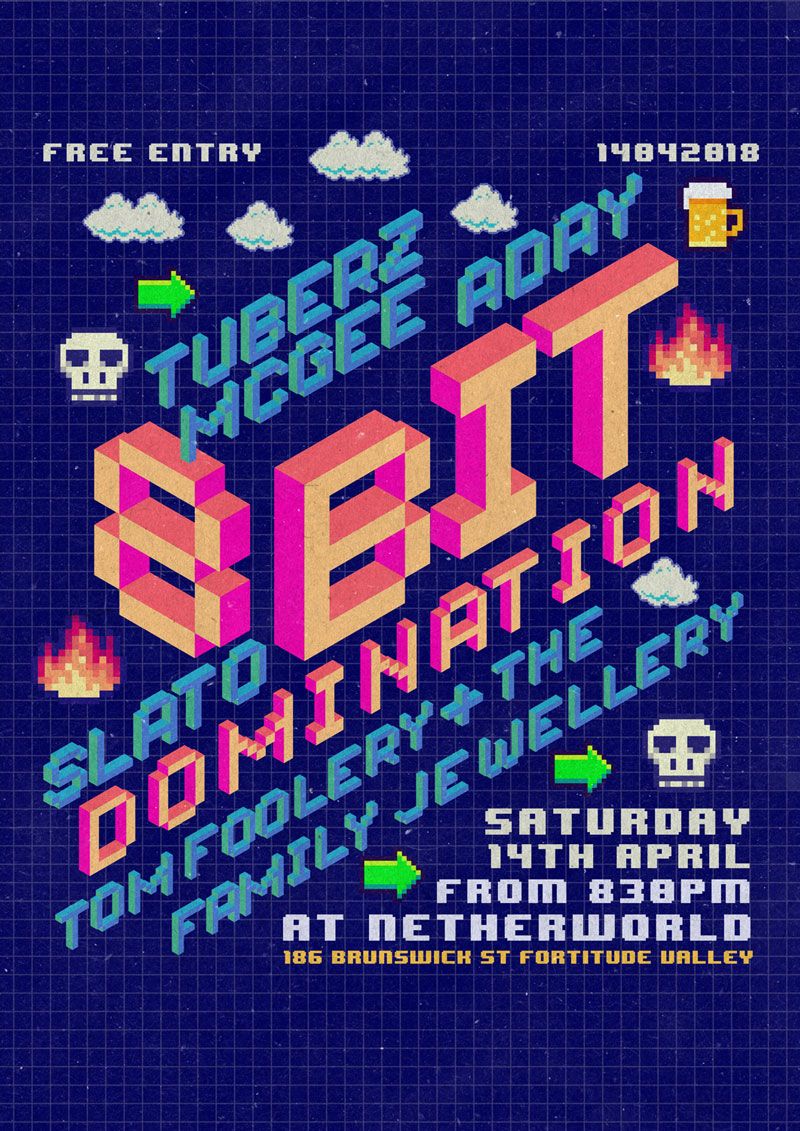 FREE ENTRY
14042018
TUBERZ
MCGEE
ADAY
8BIT
DOMINATION
SLATO
TOM FOOLERY + THE
FAMILY JEWELLERY
SATURDAY
14TH APRIL
FROM 838PM
AT NETHERWORLD
186 BRUNSWICK ST FORTITUDE VALLEY